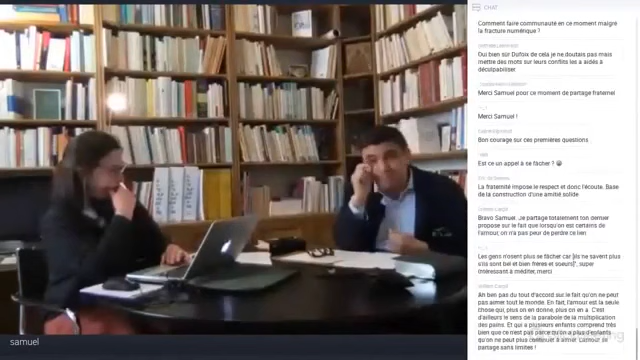 CHAT
Comment faire communauté en ce moment malgré
la fracture numérique ?
Oui bien sûr Dufoix de cela je ne doutais pas mais
mettre des mots sur leurs conflits les a aidés à
déculpabiliser
Merci Samuel pour ce moment de partage fraternel
Merci Samuel !
Bon courage sur ces premières questions
Est ce un appel à se fâcher ? 😁
La fraternité impose le respect et donc l'écoute. Base
de la construction d'une amitié solide
Bravo Samuel. Je partage totalement ton dernier
propos sur le fait que lorsqu'on est certains de
l'amour, on n'a pas peur de perdre ce lien
Les gens n'osent plus se fâcher car [ils ne savent plus
s'ils sont bel et bien frères et soeurs]", super
intéressant à méditer, merci
Ah ben pas du tout d'accord sur le fait qu'on ne peut
pas aimer tout le monde. En fait, l'amour est la seule
chose qui, plus on en donne, plus on en a. C'est
d'ailleurs le sens de la parabole de la multiplication
des pains. Et qui a plusieurs enfants comprend très
bien que ce n'est pas parce qu'on a plus d'enfants
qu'on ne peut plus continuer à aimer. L'amour se
partage sans limites !
samuel